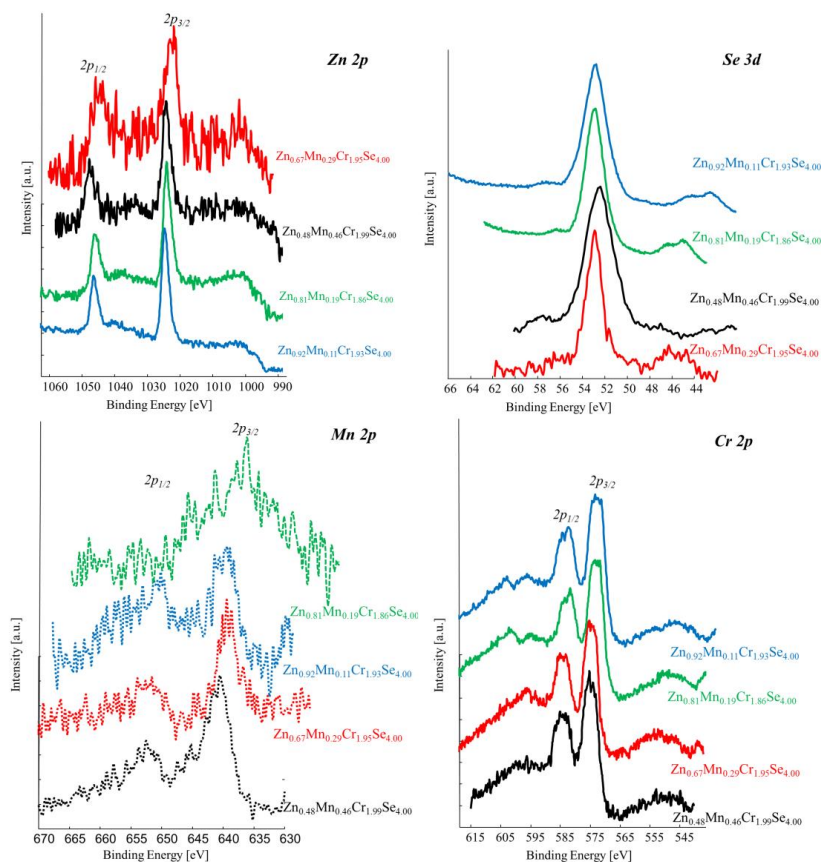 2p3/2
Zn 2p
2p1/2
Zn0.67Mn0.29Cr1.95Se4.00
Zn0.48Mn0.46Cr1.99Se4.00
Zn0.81Mn0.19Cr1.86Se4.00
Zn0.92Mn0.11Cr1.93Se4.00
Intensity [a.u.]
1060 1050 1040 1030 1020 1010 1000 990
Binding Energy [eV]
Se 3d
Zn0.92Mn0.11Cr1.93Se4.00
Zn0.81Mn0.19Cr1.86Se4.00
Zn0.48Mn0.46Cr1.99Se4.00
Zn0.67Mn0.29Cr1.95Se4.00
Intensity [a.u.]
66 64 62 60 58 56 54 52 50 48 46 44
Binding Energy [eV]
2p3/2
Mn 2p
2p1/2
Zn0.81Mn0.19Cr1.86Se4.00
Zn0.92Mn0.11Cr1.93Se4.00
Zn0.67Mn0.29Cr1.95Se4.00
Zn0.48Mn0.46Cr1.99Se4.00
Intensity [a.u.]
670 665 660 655 650 645 640 635 630
Binding Energy [eV]
Cr 2p
2p3/2
2p1/2
Zn0.92Mn0.11Cr1.93Se4.00
Zn0.81Mn0.19Cr1.86Se4.00
Zn0.67Mn0.29Cr1.95Se4.00
Zn0.48Mn0.46Cr1.99Se4.00
Intensity [a.u.]
615 605 595 585 575 565 555 545
Binding Energy [eV]